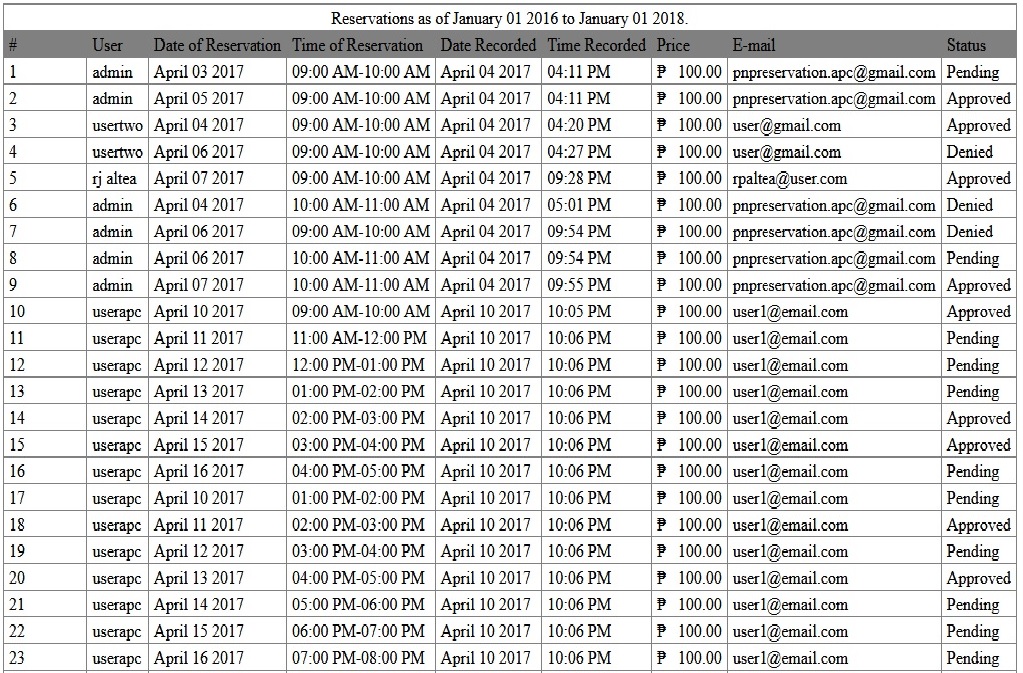 Reservations as of January 01 2016 to January 01 2018.
# User Date of Reservation Time of Reservation Date Recorded Time Recorded Price E-mail Status
1 admin April 03 2017 09:00 AM-10:00 AM April 04 2017 04:11 PM ₱ 100.00 pnpreservation.apc@gmail.com Pending
2 admin April 05 2017 09:00 AM-10:00 AM April 04 2017 04:11 PM ₱ 100.00 pnpreservation.apc@gmail.com Approved
3 usertwo April 04 2017 09:00 AM-10:00 AM April 04 2017 04:20 PM ₱ 100.00 user@gmail.com Approved
4 usertwo April 06 2017 09:00 AM-10:00 AM April 04 2017 04:27 PM ₱ 100.00 user@gmail.com Denied
5 rj altea April 07 2017 09:00 AM-10:00 AM April 04 2017 09:28 PM ₱ 100.00 rpaltea@user.com Approved
6 admin April 04 2017 10:00 AM-11:00 AM April 04 2017 05:01 PM ₱ 100.00 pnpreservation.apc@gmail.com Denied
7 admin April 06 2017 09:00 AM-10:00 AM April 04 2017 09:54 PM ₱ 100.00 pnpreservation.apc@gmail.com Denied
8 admin April 06 2017 10:00 AM-11:00 AM April 04 2017 09:54 PM ₱ 100.00 pnpreservation.apc@gmail.com Pending
9 admin April 07 2017 10:00 AM-11:00 AM April 04 2017 09:55 PM ₱ 100.00 pnpreservation.apc@gmail.com Approved
10 userapc April 10 2017 09:00 AM-10:00 AM April 10 2017 10:05 PM ₱ 100.00 user1@email.com Approved
11 userapc April 11 2017 11:00 AM-12:00 PM April 10 2017 10:06 PM ₱ 100.00 user1@email.com Pending
12 userapc April 12 2017 12:00 PM-01:00 PM April 10 2017 10:06 PM ₱ 100.00 user1@email.com Pending
13 userapc April 13 2017 01:00 PM-02:00 PM April 10 2017 10:06 PM ₱ 100.00 user1@email.com Pending
14 userapc April 14 2017 02:00 PM-03:00 PM April 10 2017 10:06 PM ₱ 100.00 user1@email.com Approved
15 userapc April 15 2017 03:00 PM-04:00 PM April 10 2017 10:06 PM ₱ 100.00 user1@email.com Approved
16 userapc April 16 2017 04:00 PM-05:00 PM April 10 2017 10:06 PM ₱ 100.00 user1@email.com Pending
17 userapc April 10 2017 01:00 PM-02:00 PM April 10 2017 10:06 PM ₱ 100.00 user1@email.com Pending
18 userapc April 11 2017 02:00 PM-03:00 PM April 10 2017 10:06 PM ₱ 100.00 user1@email.com Approved
19 userapc April 12 2017 03:00 PM-04:00 PM April 10 2017 10:06 PM ₱ 100.00 user1@email.com Pending
20 userapc April 13 2017 04:00 PM-05:00 PM April 10 2017 10:06 PM ₱ 100.00 user1@email.com Approved
21 userapc April 14 2017 05:00 PM-06:00 PM April 10 2017 10:06 PM ₱ 100.00 user1@email.com Pending
22 userapc April 15 2017 06:00 PM-07:00 PM April 10 2017 10:06 PM ₱ 100.00 user1@email.com Pending
23 userapc April 16 2017 07:00 PM-08:00 PM April 10 2017 10:06 PM ₱ 100.00 user1@email.com Pending